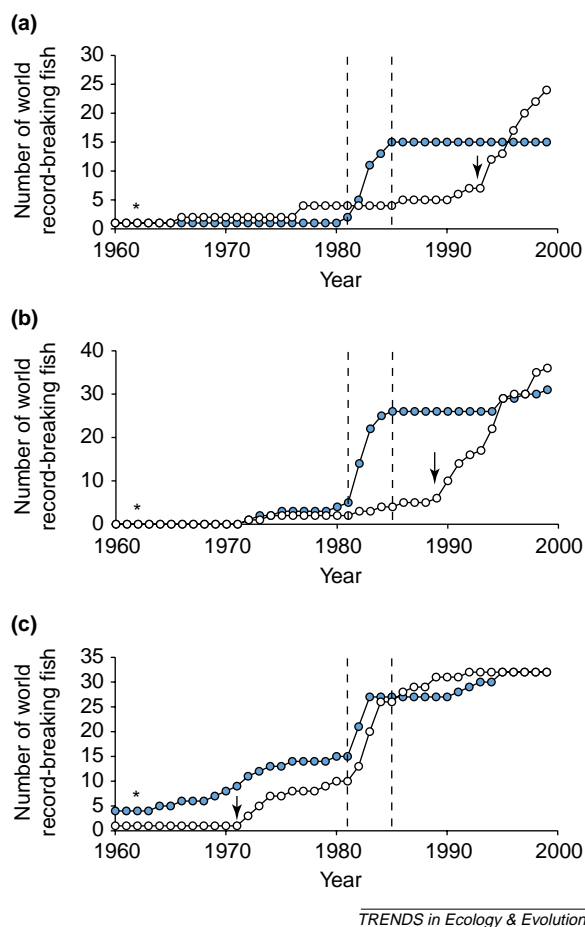 (a)
Number of world
record-breaking fish
30
25
20
15
10
5
0
*
1960 1970 1980 1990 2000
Year
(b)
Number of world
record-breaking fish
40
30
20
10
0
*
1960 1970 1980 1990 2000
Year
(c)
Number of world
record-breaking fish
35
30
25
20
15
10
5
0
*
1960 1970 1980 1990 2000
Year
TRENDS in Ecology & Evolution